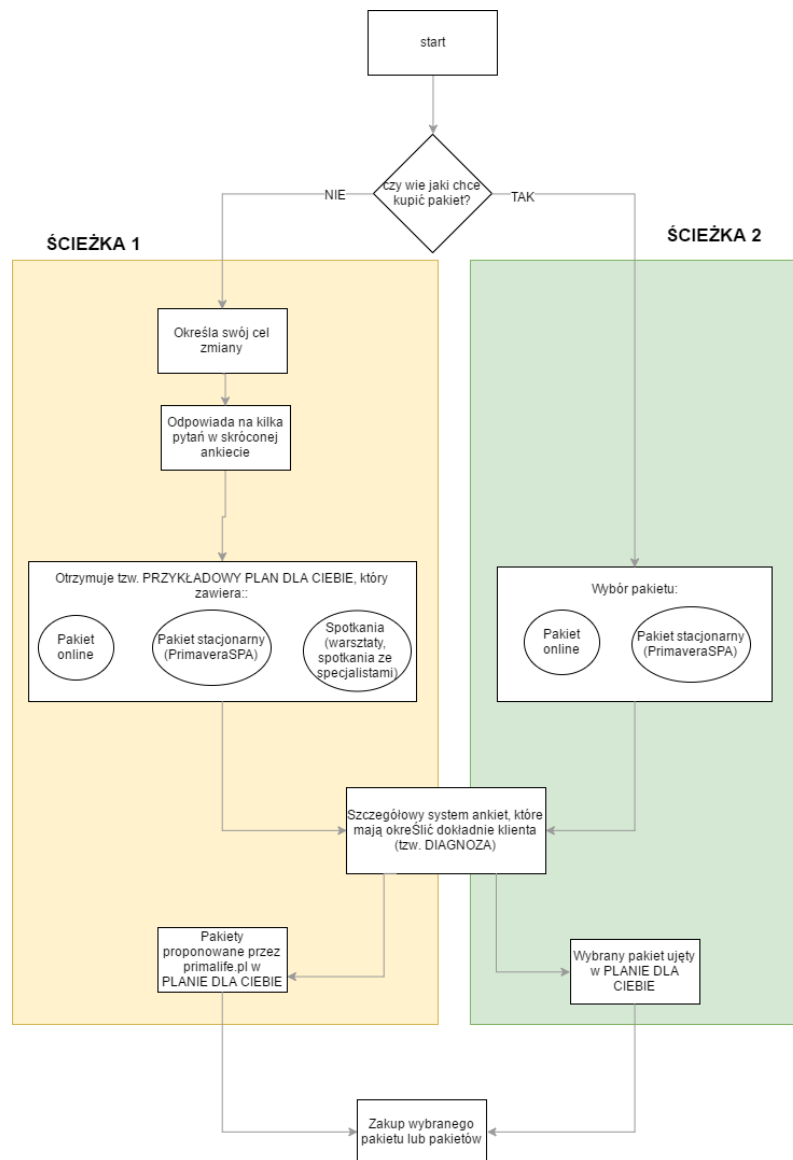 start
czy wie jaki chce
kupić pakiet?
NIE
TAK
ŚCIEŻKA 1
ŚCIEŻKA 2
Określa swój cel
zmiany
Odpowiada na kilka
pytań w skróconej
ankiecie
Otrzymuje tzw. PRZYKŁADOWY PLAN DLA CIEBIE, który
zawiera::
Pakiet
online
Pakiet stacjonarny
(PrimaveraSPA)
Spotkania
(warsztaty,
spotkania ze
specjalistami)
Wybór pakietu:
Pakiet
online
Pakiet stacjonarny
(PrimaveraSPA)
Szczegółowy system ankiet, które
mają okreŚlić dokładnie klienta
(tzw. DIAGNOZA)
Pakiety
proponowane przez
primalife.pl w
PLANIE DLA CIEBIE
Wybrany pakiet ujęty
w PLANIE DLA
CIEBIE
Zakup wybranego
pakietu lub pakietów